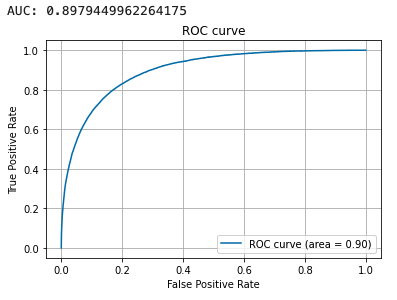 AUC: 0.8979449962264175
ROC curve
True Positive Rate
1.0
0.8
0.6
0.4
0.2
0.0
ROC curve (area = 0.90)
0.0 0.2 0.4 0.6 0.8 1.0
False Positive Rate